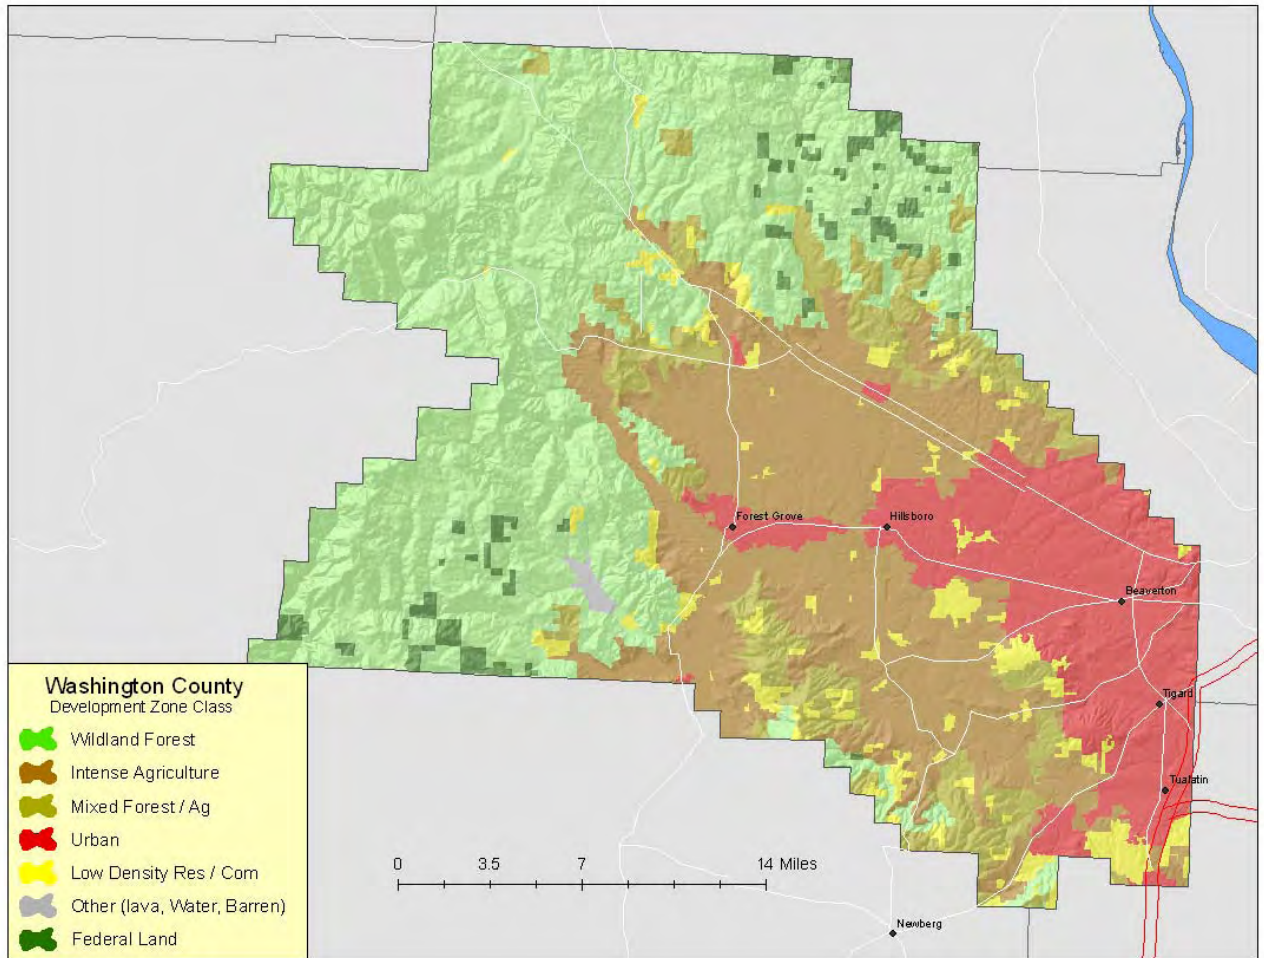 Forest Grove
Hillsboro
Beaverton
Tigard
Tualatin
Newberg
Washington County
Development Zone Class
Wildland Forest
Intense Agriculture
Mixed Forest / Ag
Urban
Low Density Res / Com
Other (lava, Water, Barren)
Federal Land
0 3.5 7 14 Miles